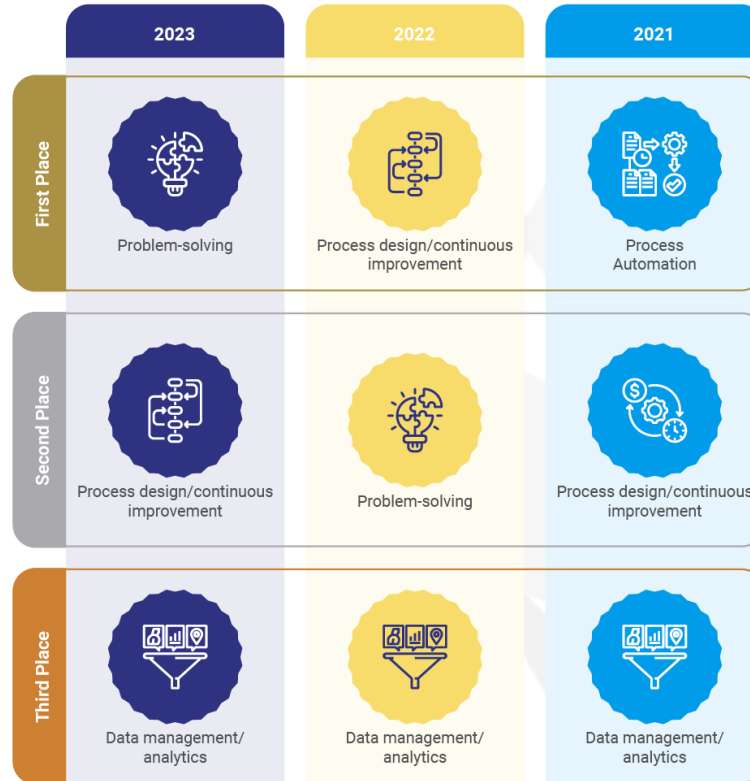 2023
2022
2021
First Place
Problem-solving
Process design/continuous
improvement
Process
Automation
Second Place
Process design/continuous
improvement
Problem-solving
Process design/continuous
improvement
Third Place
Data management/
analytics
Data management/
analytics
Data management/
analytics